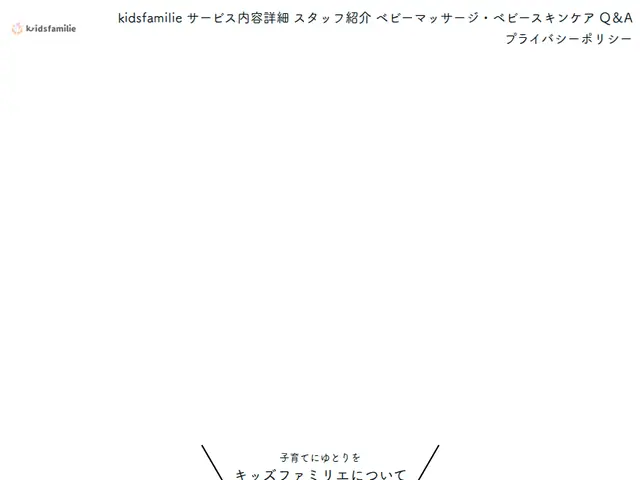 kidsfamilie
kidsfamilie サービス内容詳細 スタッフ紹介 ベビーマッサージ・ベビースキンケア Q&A
プライバシーポリシー
子育てにゆとりを
キッズファミリエについて